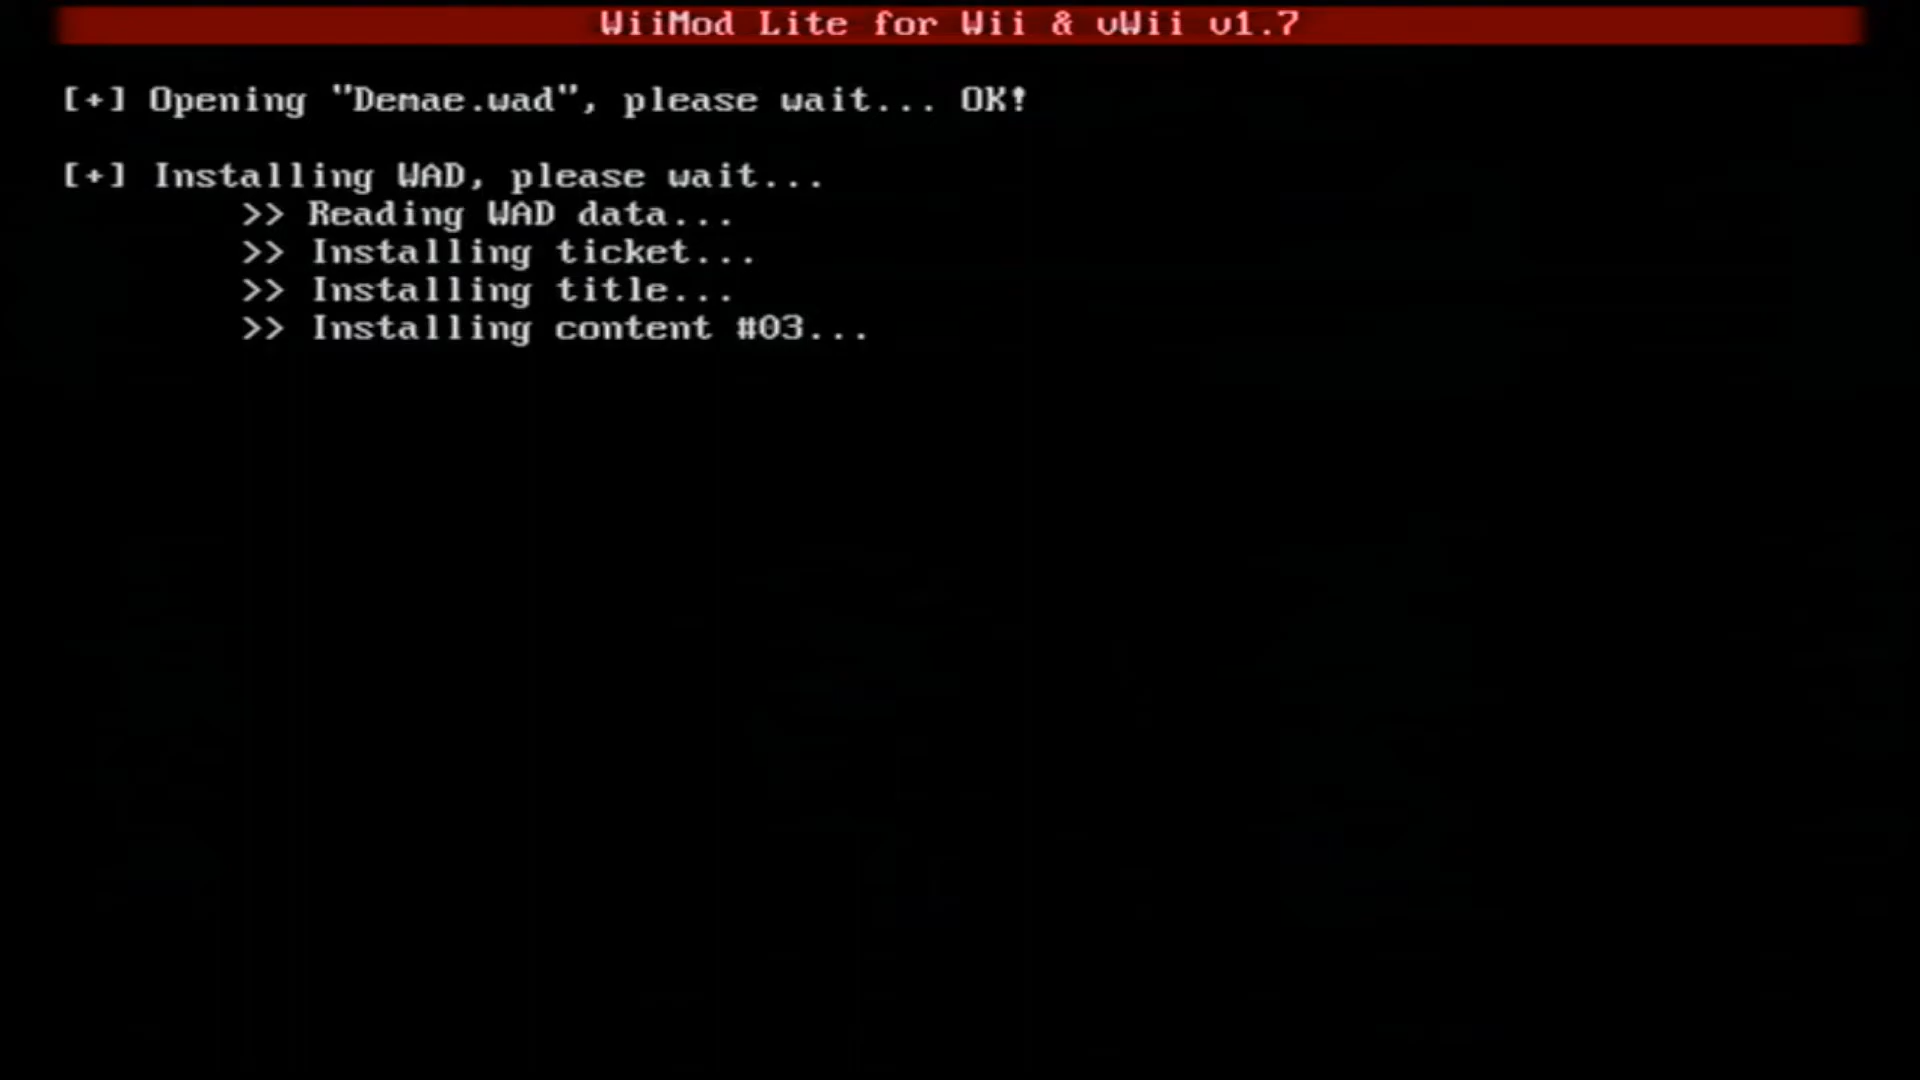 WiiMod Lite for Wii & vWii v1.7
[+] Opening "Demae.wad", please wait... OK!
[+] Installing WAD, please wait...
>> Reading WAD data...
>> Installing ticket...
>> Installing title...
>> Installing content #03...